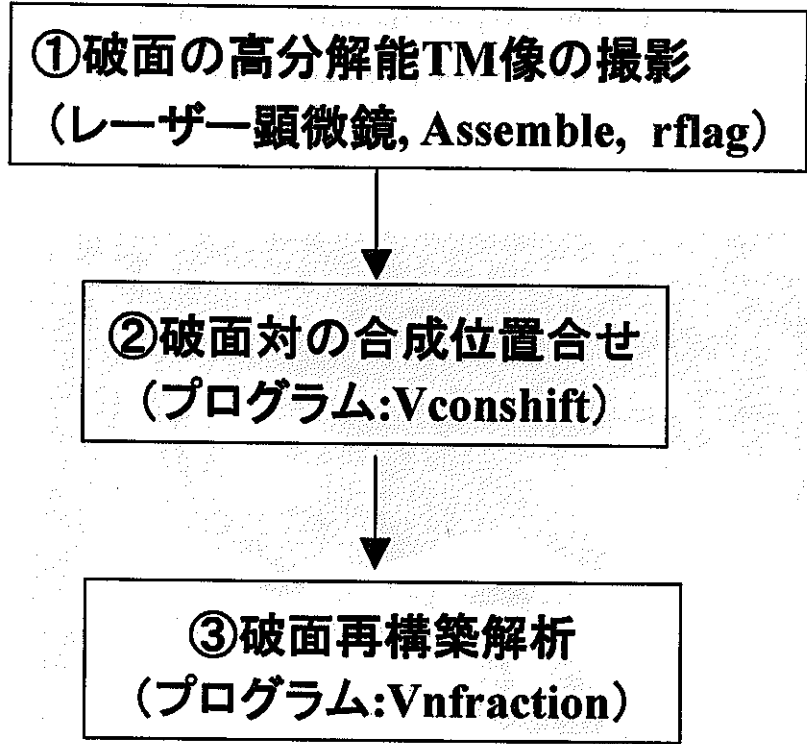 ①破面の高分解能TM像の撮影
(レーザー顕微鏡, Assemble, rflag)
②破面対の合成位置合せ
(プログラム:Vconshift)
③破面再構築解析
(プログラム:Vnfraction)